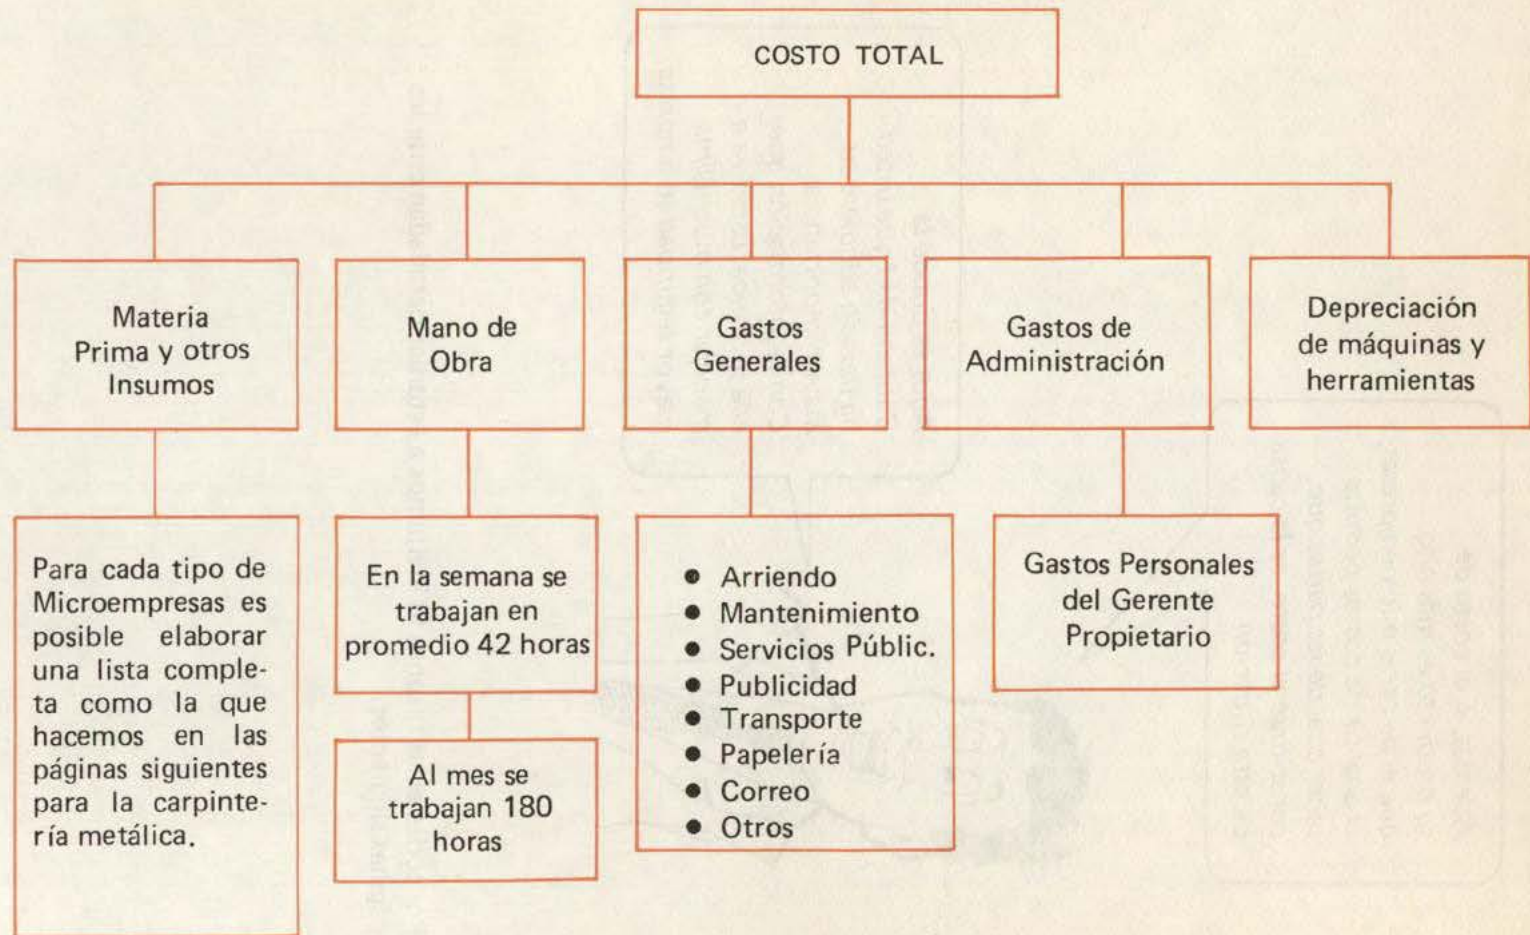 COSTO TOTAL
Materia
Prima y otros
Insumos
Mano de
Obra
Gastos
Generales
Gastos de
Administración
Depreciación
de máquinas y
herramientas
Para cada tipo de
Microempresas es
posible elaborar
una lista comple-
ta como la que
hacemos en las
páginas siguientes
para la carpinte-
ría metálica.
En la semana se
trabajan en
promedio 42 horas
Al mes se
trabajan 180
horas
● Arriendo
● Mantenimiento
● Servicios Públic.
● Publicidad
● Transporte
● Papelería
● Correo
● Otros
Gastos Personales
del Gerente
Propietario